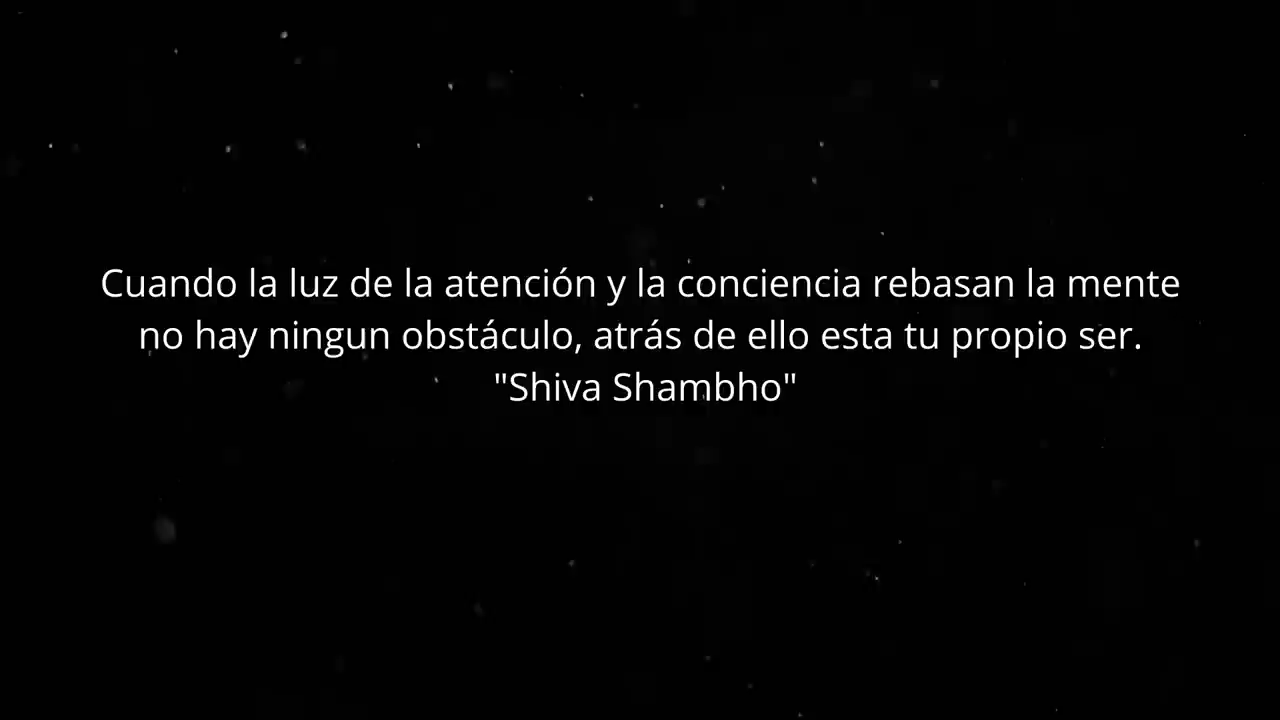 Cuando la luz de la atención y la conciencia rebasan la mente
no hay ningun obstáculo, atrás de ello esta tu propio ser.
"Shiva Shambho"